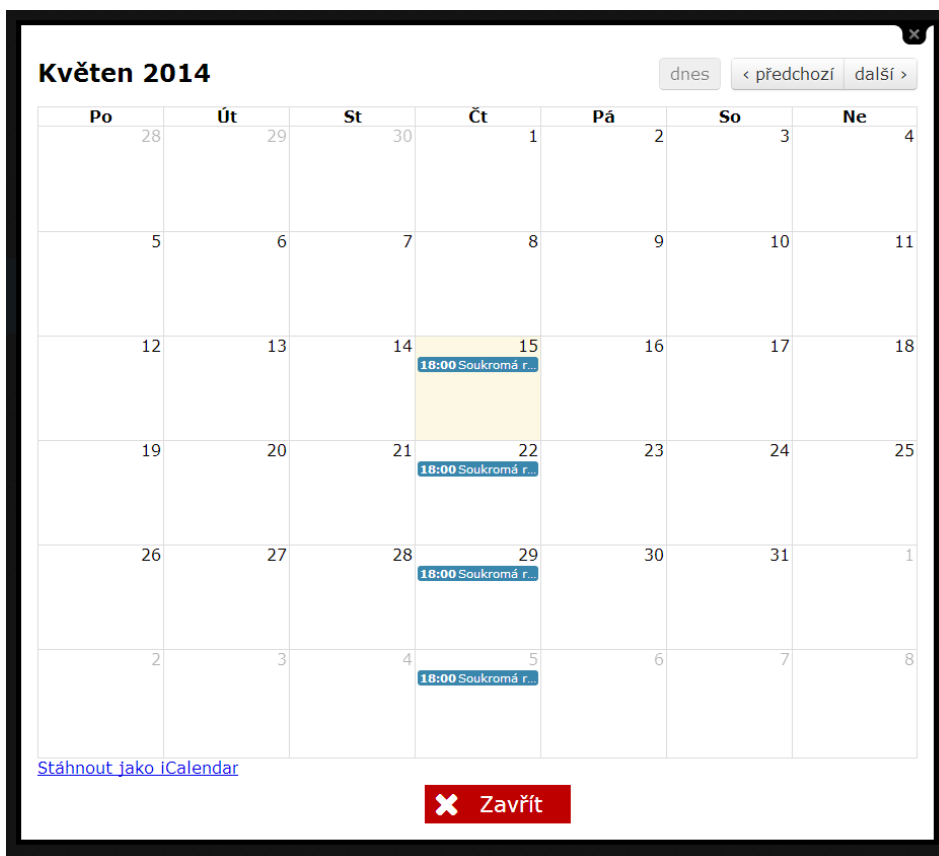 Květen 2014 dnes ‹ předchozí další ›
Po Út St Čt Pá So Ne
28 29 30 1 2 3 4
5 6 7 8 9 10 11
12 13 14 15 16 17 18
18:00 Soukromá r...
19 20 21 22 23 24 25
18:00 Soukromá r...
26 27 28 29 30 31 1
18:00 Soukromá r...
2 3 4 5 6 7 8
18:00 Soukromá r...
Stáhnout jako iCalendar
Zavřít